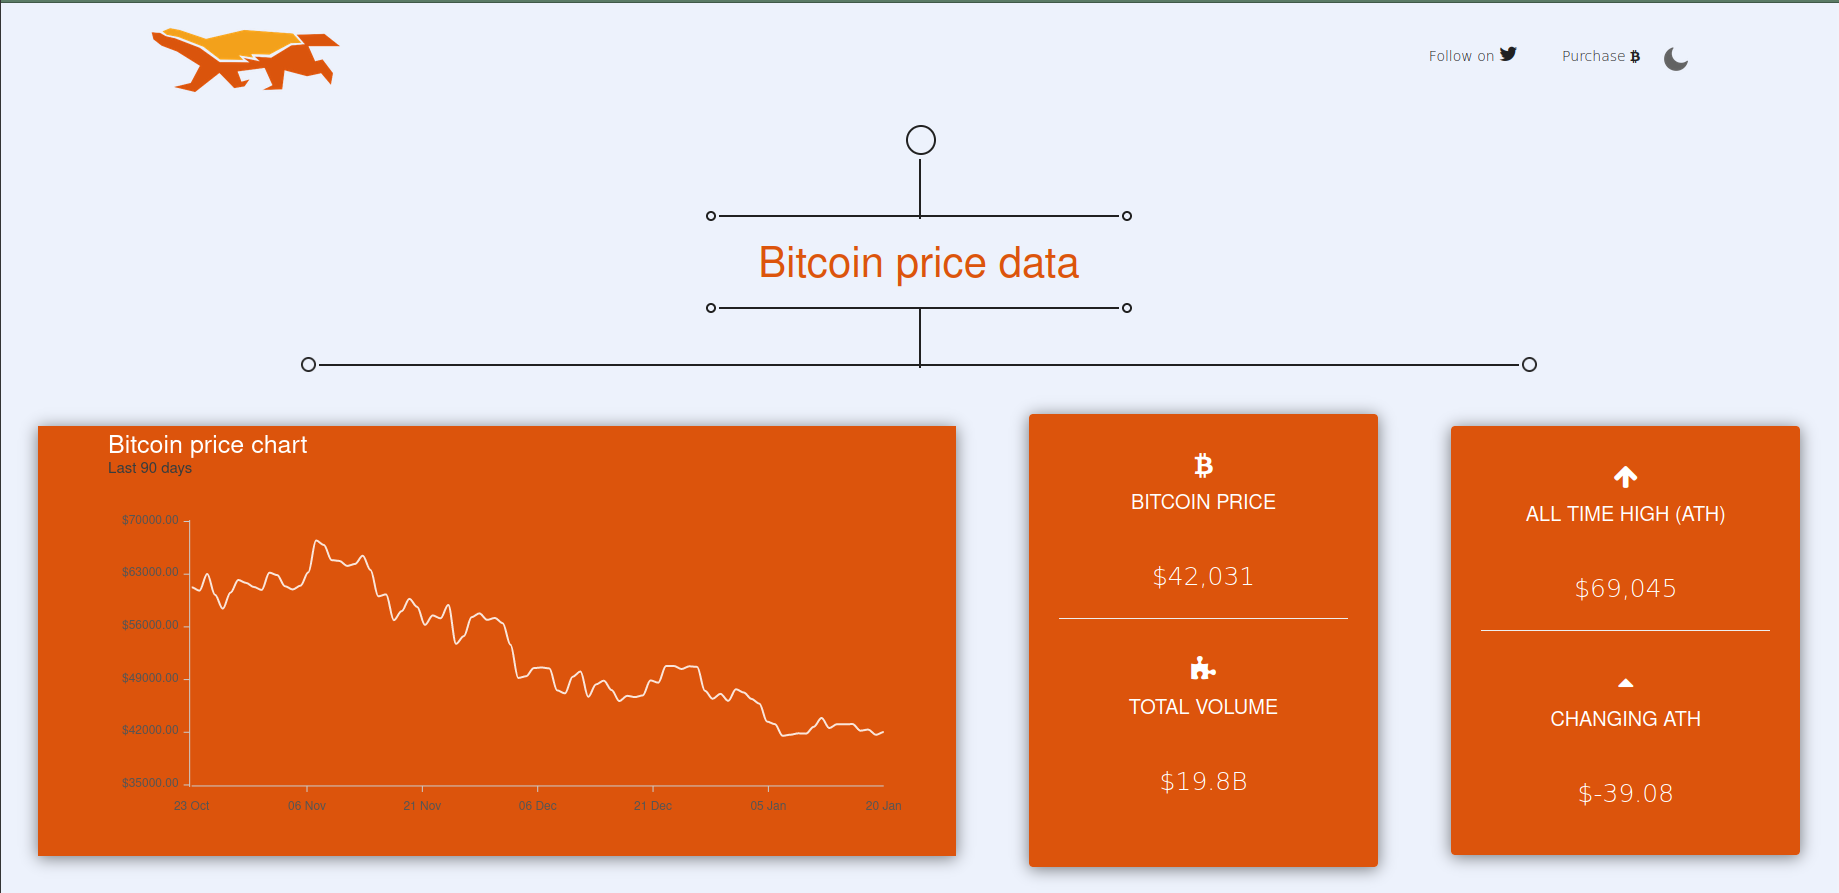 Follow on
Purchase
Bitcoin price data
Bitcoin price chart
Last 90 days
$70000.00
$63000.00
$56000.00
$49000.00
$42000.00
$35000.00
23 Oct 06 Nov 21 Nov 06 Dec 21 Dec 05 Jan 20 Jan
BITCOIN PRICE
$42,031
TOTAL VOLUME
$19.8B
ALL TIME HIGH (ATH)
$69,045
CHANGING ATH
$-39.08